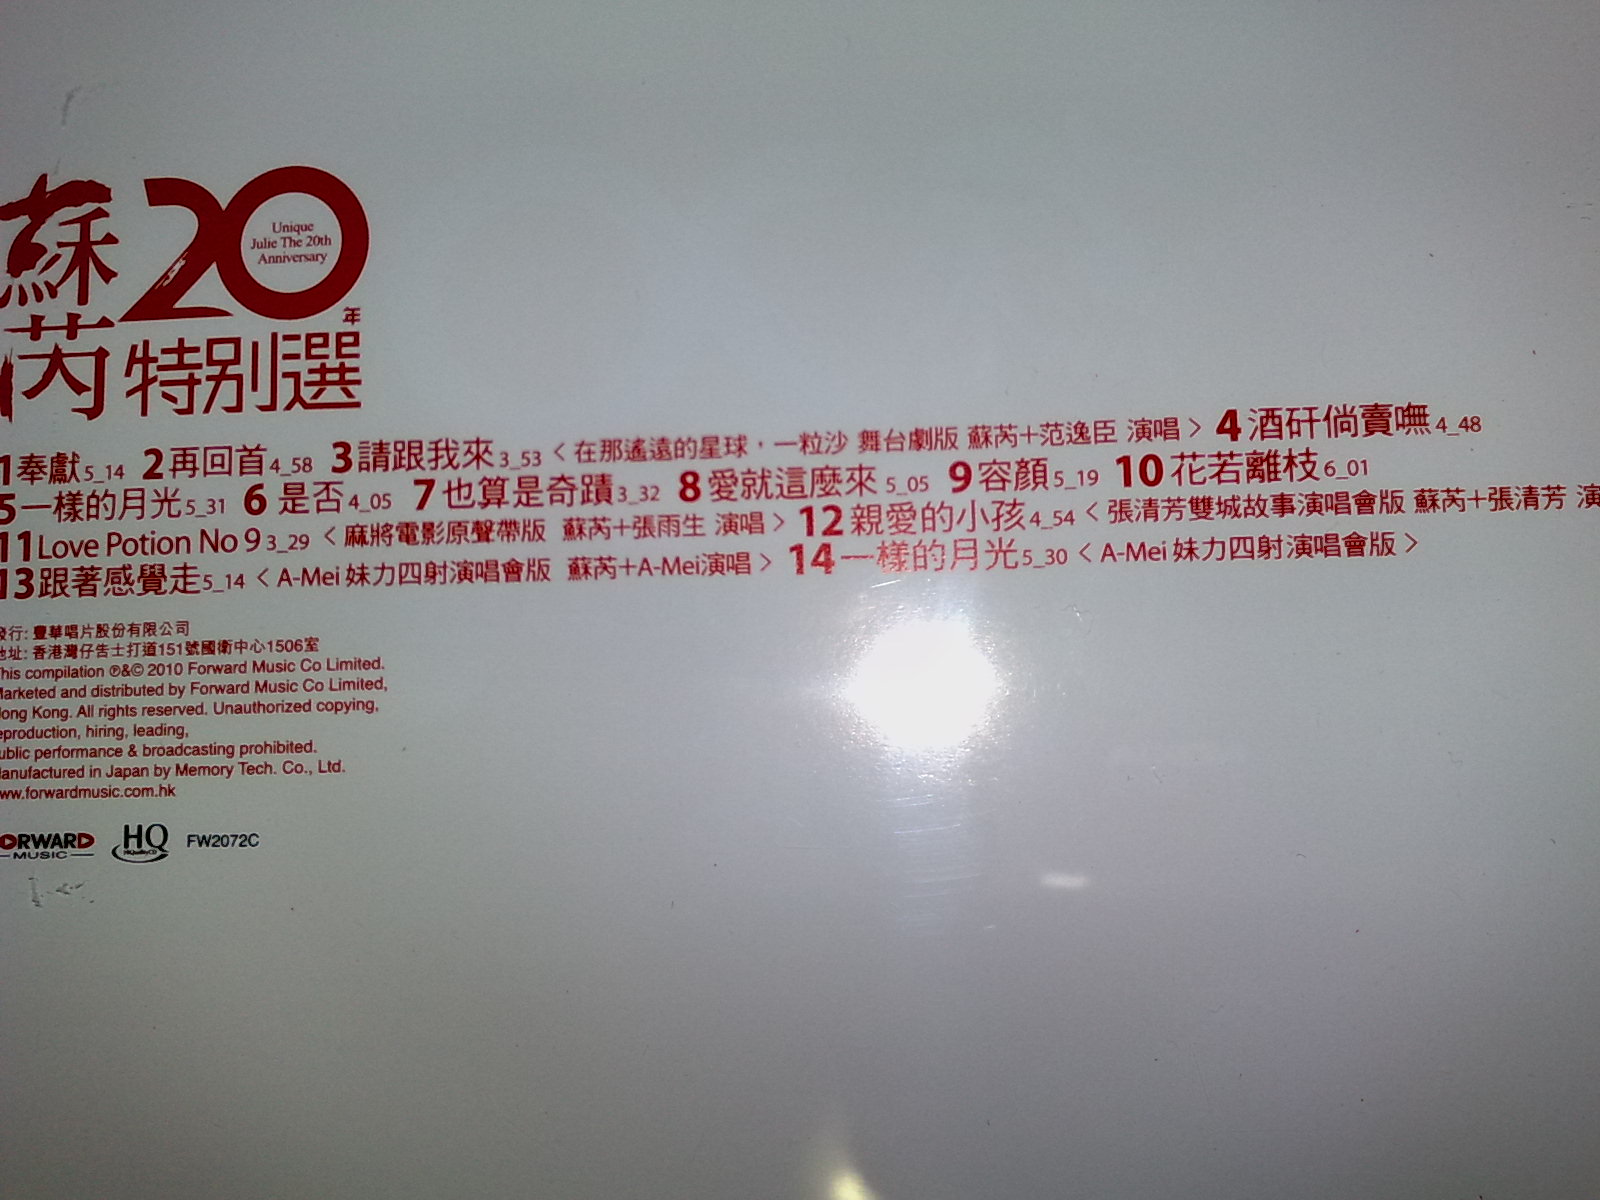 蘇芮
20年
Unique
Julie The 20th
Anniversary
特別選
1奉獻5_14 2再回首4_58 3請跟我來3_53 < 在那遙遠的星球，一粒沙 舞台劇版 蘇芮+范逸臣 演唱 > 4酒矸倘賣嘸4_48
5一樣的月光5_31 6是否4_05 7也算是奇蹟3_32 8愛就這麼來5_05 9容顏5_19 10花若離枝6_01
11Love Potion No 9 3_29 < 麻將電影原聲帶版 蘇芮+張雨生 演唱 > 12親愛的小孩4_54 < 張清芳雙城故事演唱會版 蘇芮+張清芳 演
13跟著感覺走5_14 < A-Mei 妹力四射演唱會版 蘇芮+A-Mei演唱 > 14一樣的月光5_30 < A-Mei 妹力四射演唱會版 >
發行: 豐華唱片股份有限公司
地址: 香港灣仔告士打道151號國衛中心1506室
This compilation ℗&© 2010 Forward Music Co Limited.
Marketed and distributed by Forward Music Co Limited,
Hong Kong. All rights reserved. Unauthorized copying,
reproduction, hiring, leading,
public performance & broadcasting prohibited.
Manufactured in Japan by Memory Tech. Co., Ltd.
www.forwardmusic.com.hk
FORWARD
MUSIC
HQ
HiQualityCD
FW2072C